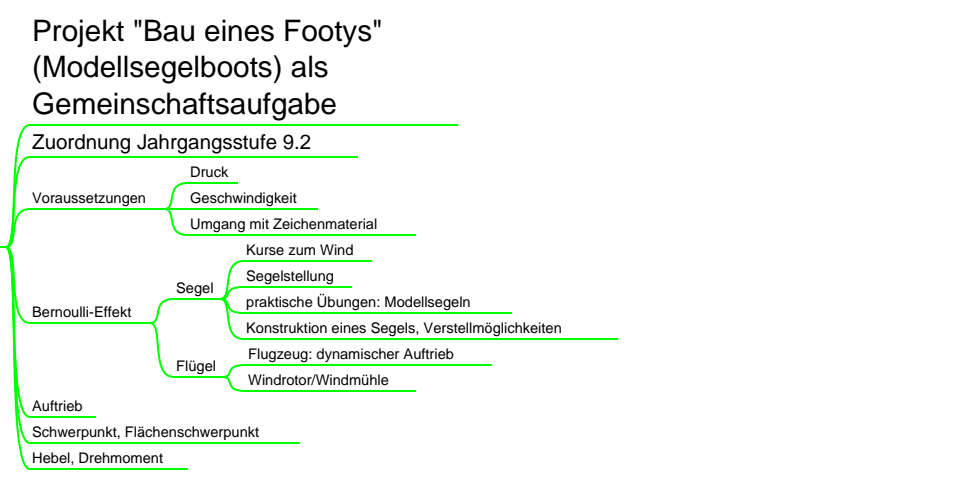 Projekt "Bau eines Footys"
(Modellsegelboots) als
Gemeinschaftsaufgabe
Zuordnung Jahrgangsstufe 9.2
Voraussetzungen
Druck
Geschwindigkeit
Umgang mit Zeichenmaterial
Bernoulli-Effekt
Segel
Kurse zum Wind
Segelstellung
praktische Übungen: Modellsegeln
Konstruktion eines Segels, Verstellmöglichkeiten
Flügel
Flugzeug: dynamischer Auftrieb
Windrotor/Windmühle
Auftrieb
Schwerpunkt, Flächenschwerpunkt
Hebel, Drehmoment